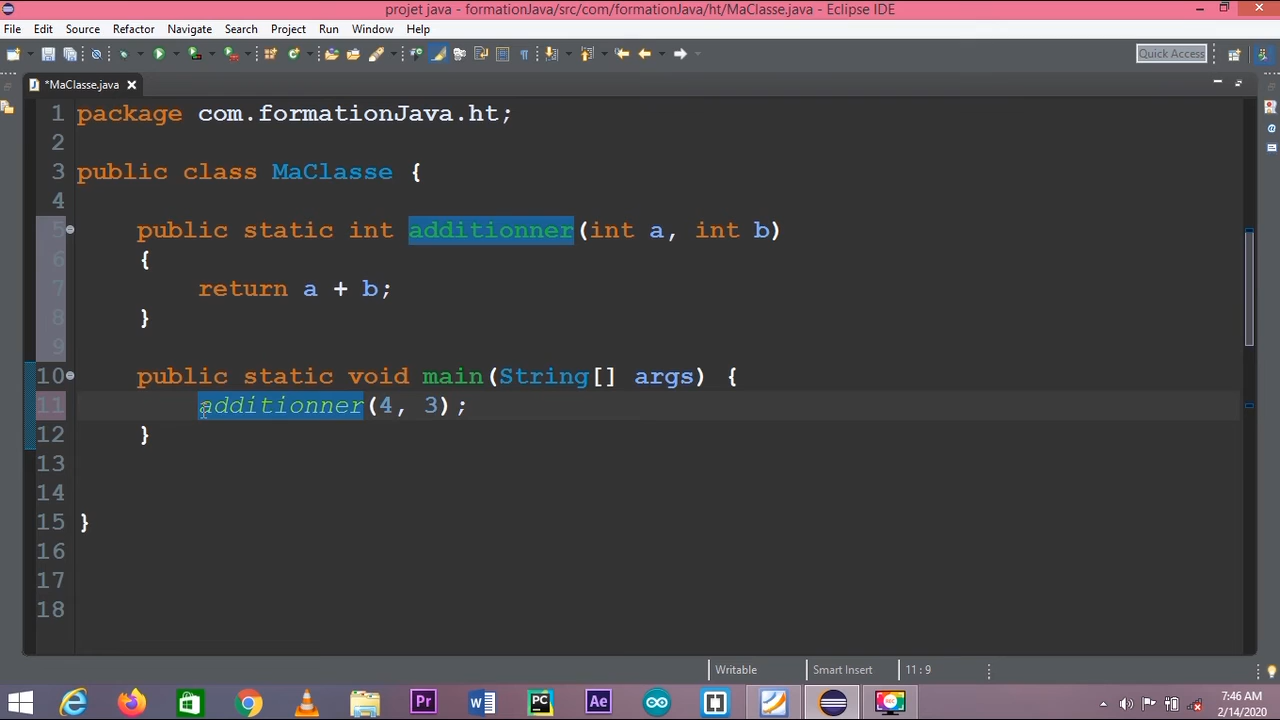 projet java - formationJava/src/com/formationJava/ht/MaClasse.java - Eclipse IDE
File Edit Source Refactor Navigate Search Project Run Window Help
Quick Access
*MaClasse.java
1 package com.formationJava.ht;
2
3 public class MaClasse {
4
5 public static int additionner(int a, int b)
6 {
7 return a + b;
8 }
9
10 public static void main(String[] args) {
11 additionner(4, 3);
12 }
13
14
15 }
16
17
18
Writable Smart Insert 11 : 9
Pr W PC Ae REC
7:46 AM
2/14/2020